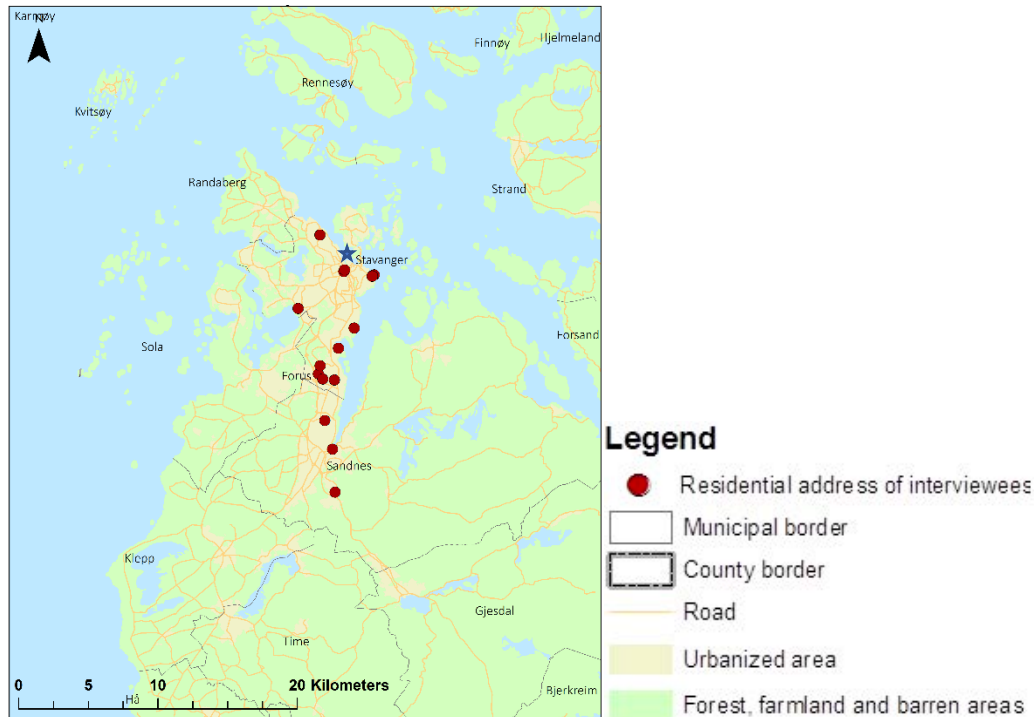 Karmøy
N
Finnøy
Hjelmeland
Rennesøy
Kvitsøy
Randaberg
Strand
Stavanger
Forsand
Sola
Forus
Sandnes
Klepp
Gjesdal
Time
Bjerkreim
Hå
0 5 10 20 Kilometers
Legend
Residential address of interviewees
Municipal border
County border
Road
Urbanized area
Forest, farmland and barren areas